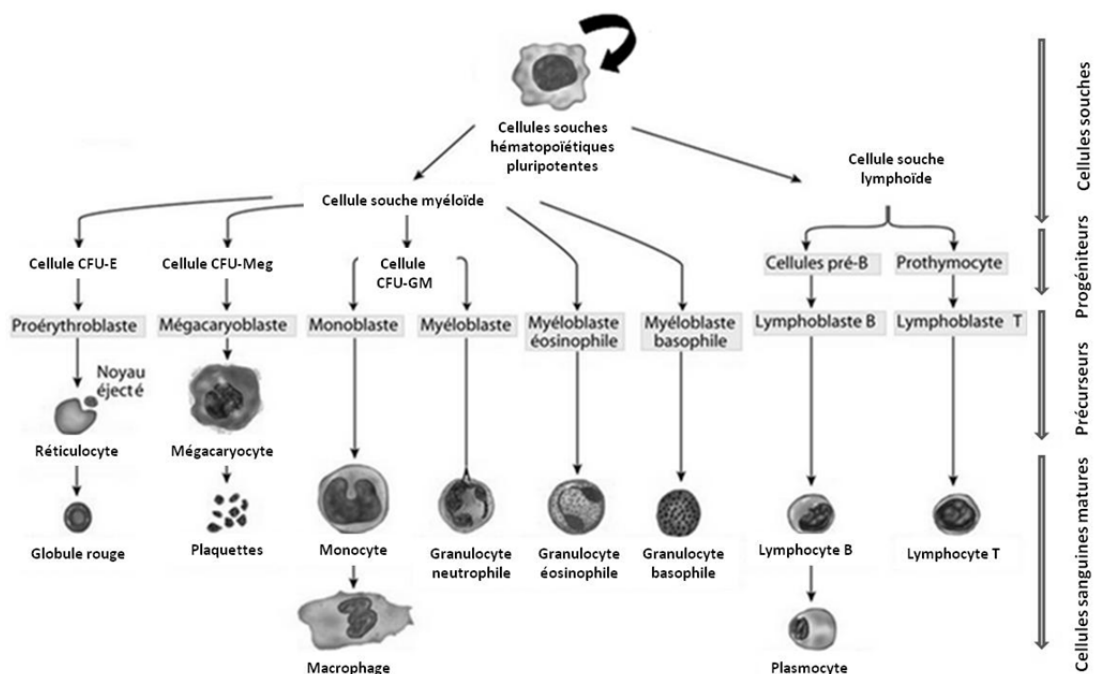 Cellules souches
hématopoïétiques
pluripotentes
Cellule souche
lymphoïde
Cellule souche myéloïde
Cellule CFU-E
Cellule CFU-Meg
Cellule
CFU-GM
Cellules pré-B
Prothymocyte
Proérythroblaste
Mégacaryoblaste
Monoblaste
Myéloblaste
Myéloblaste
éosinophile
Myéloblaste
basophile
Lymphoblaste B
Lymphoblaste T
Noyau
éjecté
Réticulocyte
Mégacaryocyte
Globule rouge
Plaquettes
Monocyte
Granulocyte
neutrophile
Granulocyte
éosinophile
Granulocyte
basophile
Lymphocyte B
Lymphocyte T
Macrophage
Plasmocyte
Cellules souches
Progéniteurs
Précurseurs
Cellules sanguines matures